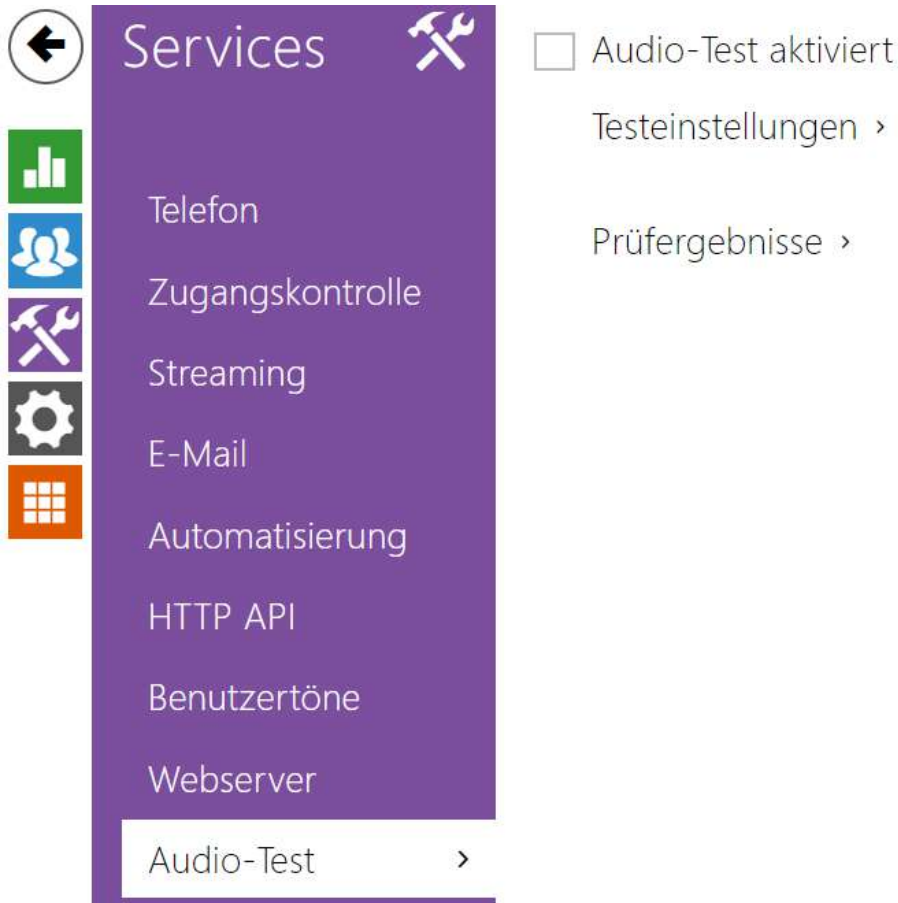 Services
Telefon
Zugangskontrolle
Streaming
E-Mail
Automatisierung
HTTP API
Benutzertöne
Webserver
Audio-Test
Audio-Test aktiviert
Testeinstellungen
Prüfergebnisse